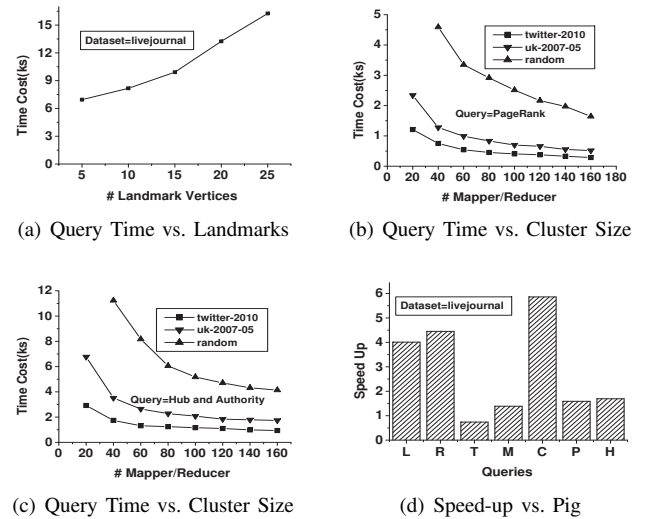 Time Cost(ks)
18
15
12
9
6
3
0
Dataset=livejournal
5 10 15 20 25
# Landmark Vertices
(a) Query Time vs. Landmarks
Time Cost(ks)
5
4
3
2
1
0
twitter-2010
uk-2007-05
random
Query=PageRank
0 20 40 60 80 100 120 140 160 180
# Mapper/Reducer
(b) Query Time vs. Cluster Size
Time Cost(ks)
12
10
8
6
4
2
0
twitter-2010
uk-2007-05
random
Query=Hub and Authority
0 20 40 60 80 100 120 140 160
# Mapper/Reducer
(c) Query Time vs. Cluster Size
Speed Up
6
5
4
3
2
1
0
Dataset=livejournal
L R T M C P H
Queries
(d) Speed-up vs. Pig